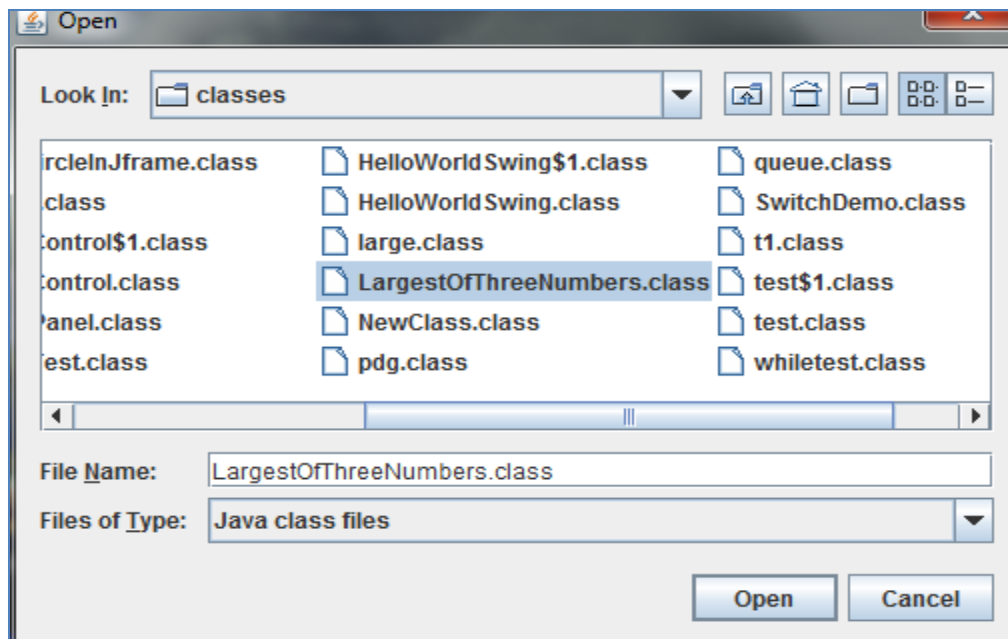 Open
Look In: classes
ircleInJframe.class HelloWorldSwing$1.class queue.class
.class HelloWorldSwing.class SwitchDemo.class
Control$1.class large.class t1.class
Control.class LargestOfThreeNumbers.class test$1.class
Panel.class NewClass.class test.class
est.class pdg.class whiletest.class
File Name: LargestOfThreeNumbers.class
Files of Type: Java class files
Open Cancel